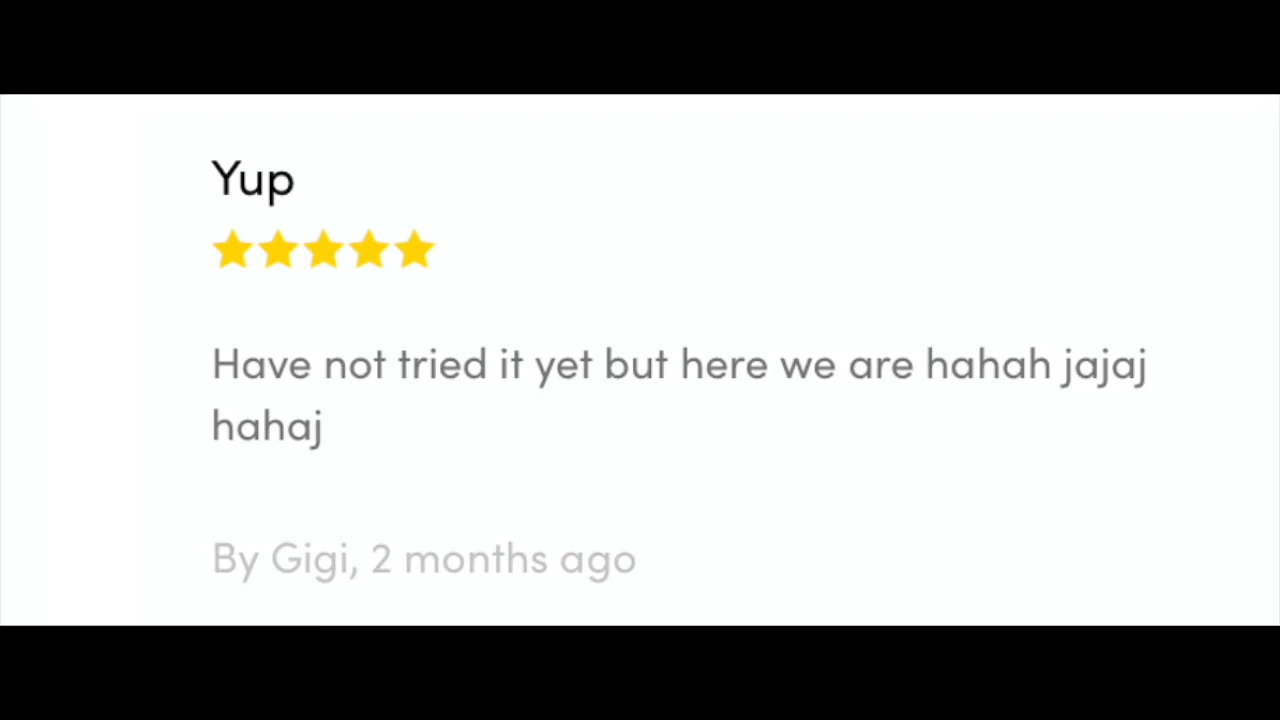 Yup
Have not tried it yet but here we are hahah jajaj
hahaj
By Gigi, 2 months ago